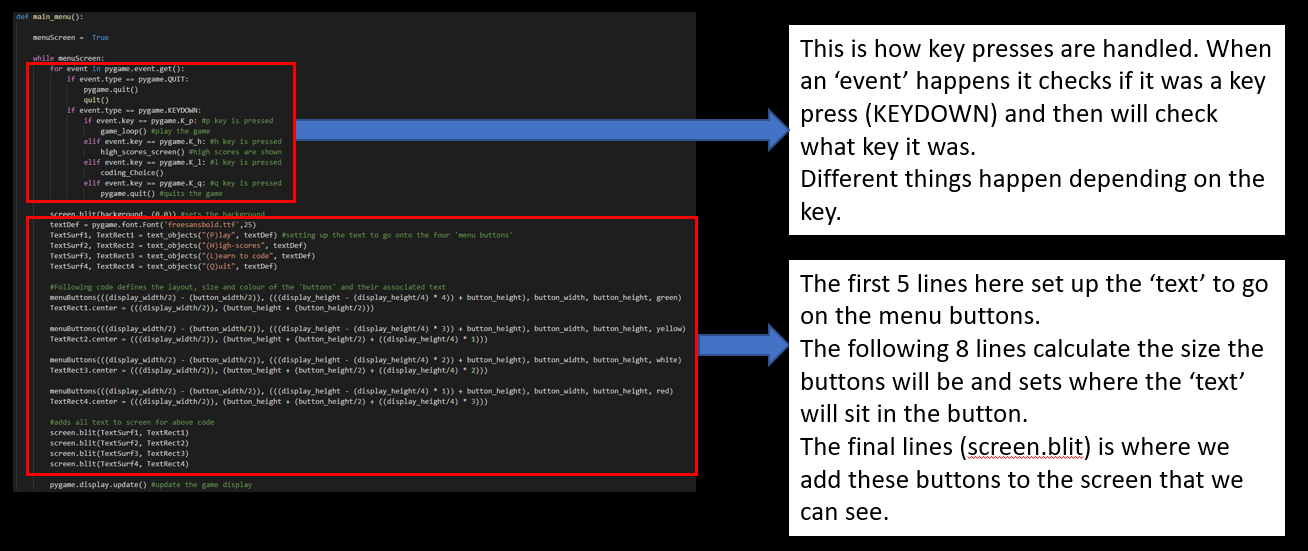 def main_menu():
menuScreen = True
while menuScreen:
for event in pygame.event.get():
if event.type == pygame.QUIT:
pygame.quit()
quit()
if event.type == pygame.KEYDOWN:
if event.key == pygame.K_p: #p key is pressed
game_loop() #play the game
elif event.key == pygame.K_h: #h key is pressed
high_scores_screen() #high scores are shown
elif event.key == pygame.K_l: #l key is pressed
coding_Choice()
elif event.key == pygame.K_q: #q key is pressed
pygame.quit() #quits the game
screen.blit(background, (0,0)) #sets the background
textDef = pygame.font.Font('freesansbold.ttf',25)
TextSurf1, TextRect1 = text_objects("(P)lay", textDef) #setting up the text to go onto the four 'menu buttons'
TextSurf2, TextRect2 = text_objects("(H)igh-scores", textDef)
TextSurf3, TextRect3 = text_objects("(L)earn to code", textDef)
TextSurf4, TextRect4 = text_objects("(Q)uit", textDef)
#Following code defines the layout, size and colour of the 'buttons' and their associated text
menuButtons(((display_width/2) - (button_width/2)), (((display_height - (display_height/4) * 4)) + button_height), button_width, button_height, green)
TextRect1.center = (((display_width/2)), (button_height + (button_height/2)))
menuButtons(((display_width/2) - (button_width/2)), (((display_height - (display_height/4) * 3)) + button_height), button_width, button_height, yellow)
TextRect2.center = (((display_width/2)), (button_height + (button_height/2) + ((display_height/4) * 1)))
menuButtons(((display_width/2) - (button_width/2)), (((display_height - (display_height/4) * 2)) + button_height), button_width, button_height, white)
TextRect3.center = (((display_width/2)), (button_height + (button_height/2) + ((display_height/4) * 2)))
menuButtons(((display_width/2) - (button_width/2)), (((display_height - (display_height/4) * 1)) + button_height), button_width, button_height, red)
TextRect4.center = (((display_width/2)), (button_height + (button_height/2) + ((display_height/4) * 3)))
#adds all text to screen for above code
screen.blit(TextSurf1, TextRect1)
screen.blit(TextSurf2, TextRect2)
screen.blit(TextSurf3, TextRect3)
screen.blit(TextSurf4, TextRect4)
pygame.display.update() #update the game display
This is how key presses are handled. When
an ‘event’ happens it checks if it was a key
press (KEYDOWN) and then will check
what key it was.
Different things happen depending on the
key.
The first 5 lines here set up the ‘text’ to go
on the menu buttons.
The following 8 lines calculate the size the
buttons will be and sets where the ‘text’
will sit in the button.
The final lines (screen.blit) is where we
add these buttons to the screen that we
can see.